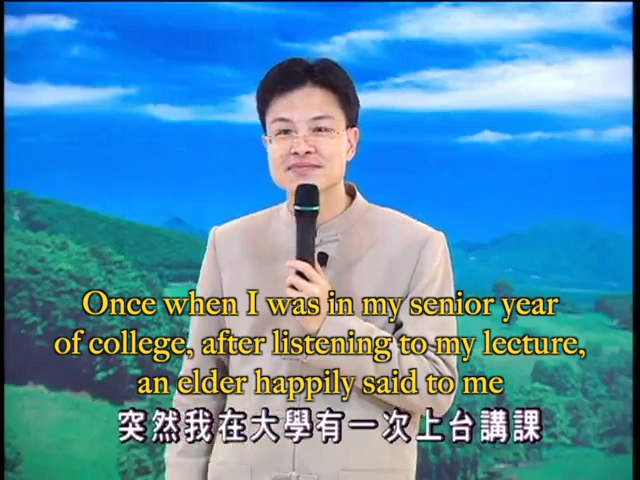 Once when I was in my senior year
of college, after listening to my lecture,
an elder happily said to me
突然我在大學有一次上台講課